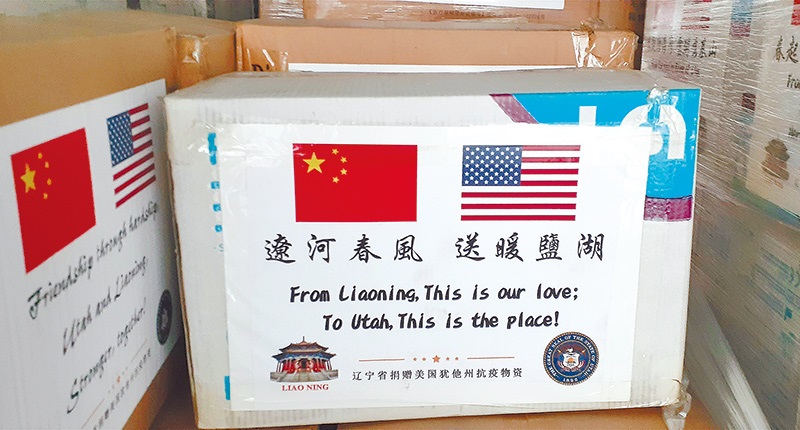 遼河春風 送暖鹽湖
From Liaoning, This is our love;
To Utah, This is the place!
LIAO NING
辽宁省捐赠美国犹他州抗疫物资
Friendship through hardship,
Utah and Liaoning,
Stronger, together!